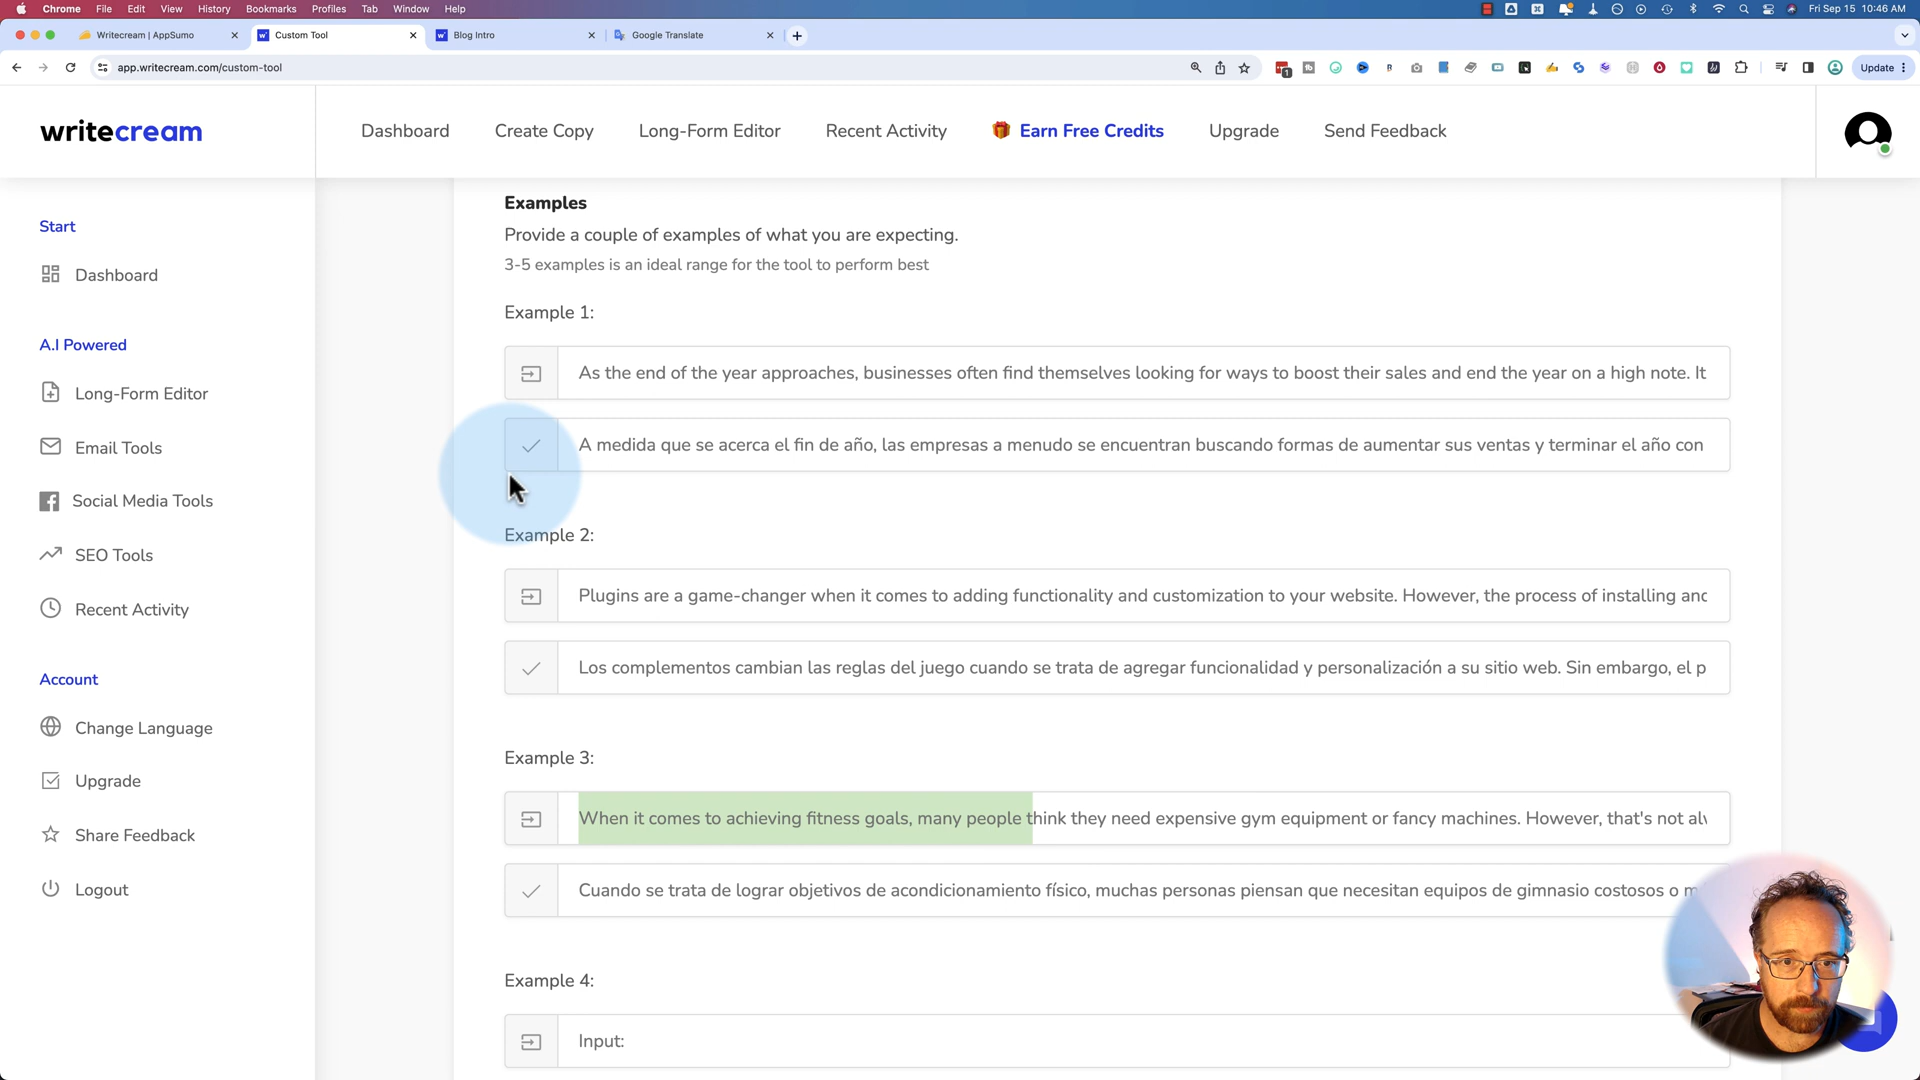 Chrome File Edit View History Bookmarks Profiles Tab Window Help
Fri Sep 15 10:46 AM
Writecream | AppSumo
Custom Tool
Blog Intro
Google Translate
app.writecream.com/custom-tool
Update
writecream
Dashboard
Create Copy
Long-Form Editor
Recent Activity
Earn Free Credits
Upgrade
Send Feedback
Start
Dashboard
A.I Powered
Long-Form Editor
Email Tools
Social Media Tools
SEO Tools
Recent Activity
Account
Change Language
Upgrade
Share Feedback
Logout
Examples
Provide a couple of examples of what you are expecting.
3-5 examples is an ideal range for the tool to perform best
Example 1:
As the end of the year approaches, businesses often find themselves looking for ways to boost their sales and end the year on a high note. It
A medida que se acerca el fin de año, las empresas a menudo se encuentran buscando formas de aumentar sus ventas y terminar el año con
Example 2:
Plugins are a game-changer when it comes to adding functionality and customization to your website. However, the process of installing and
Los complementos cambian las reglas del juego cuando se trata de agregar funcionalidad y personalización a su sitio web. Sin embargo, el p
Example 3:
When it comes to achieving fitness goals, many people think they need expensive gym equipment or fancy machines. However, that's not
Cuando se trata de lograr objetivos de acondicionamiento físico, muchas personas piensan que necesitan equipos de gimnasio costosos o
Example 4:
Input: